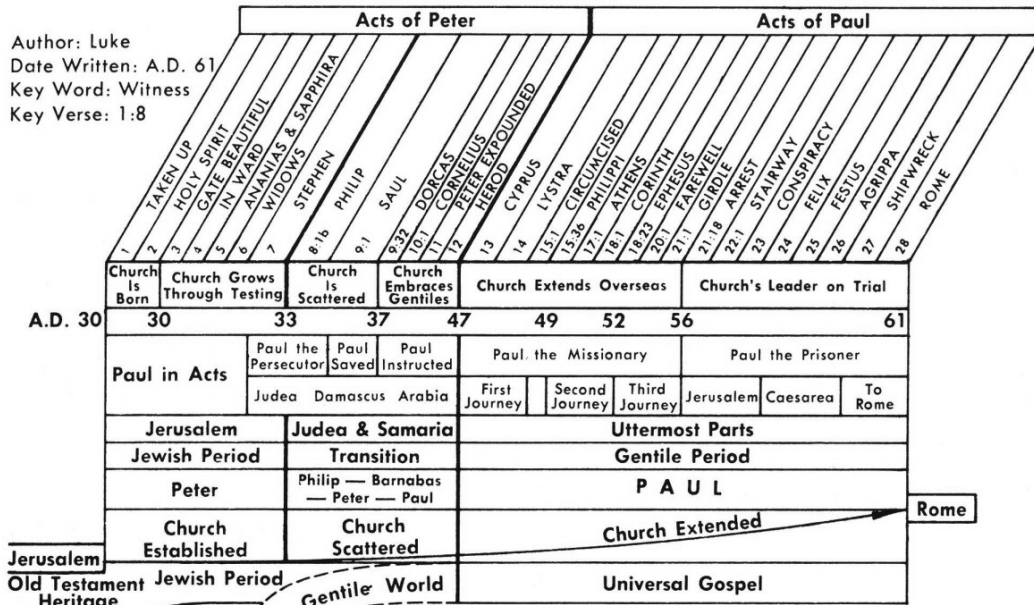 Acts of Peter
Acts of Paul
Author: Luke
Date Written: A.D. 61
Key Word: Witness
Key Verse: 1:8
TAKEN UP
HOLY SPIRIT
GATE BEAUTIFUL
IN WARD
ANANIAS & SAPPHIRA
WIDOWS
STEPHEN
PHILIP
SAUL
DORCAS
CORNELIUS
PETER EXPOUNDED
HEROD
CYPRUS
LYSTRA
CIRCUMCISED
PHILIPPI
ATHENS
CORINTH
EPHESUS
FAREWELL
GIRDLE
ARREST
STAIRWAY
CONSPIRACY
FELIX
FESTUS
AGRIPPA
SHIPWRECK
ROME
1 2 3 4 5 6 7 8:1b 9:1 9:32 10:1 11 12 13 14 15:1 15:36 17:1 18:1 18:23 20:1 21:1 21:18 22:1 23 24 25 26 27 28
Church Is Born
Church Grows Through Testing
Church Is Scattered
Church Embraces Gentiles
Church Extends Overseas
Church's Leader on Trial
A.D. 30 30 33 37 47 49 52 56 61
Paul in Acts
Paul the Persecutor
Paul Saved
Paul Instructed
Paul the Missionary
Paul the Prisoner
Judea Damascus Arabia
First Journey
Second Journey
Third Journey
Jerusalem
Caesarea
To Rome
Jerusalem
Judea & Samaria
Uttermost Parts
Jewish Period
Transition
Gentile Period
Peter
Philip — Barnabas
— Peter — Paul
PAUL
Rome
Church Established
Church Scattered
Church Extended
Jerusalem
Old Testament Heritage
Jewish Period
Gentile World
Universal Gospel